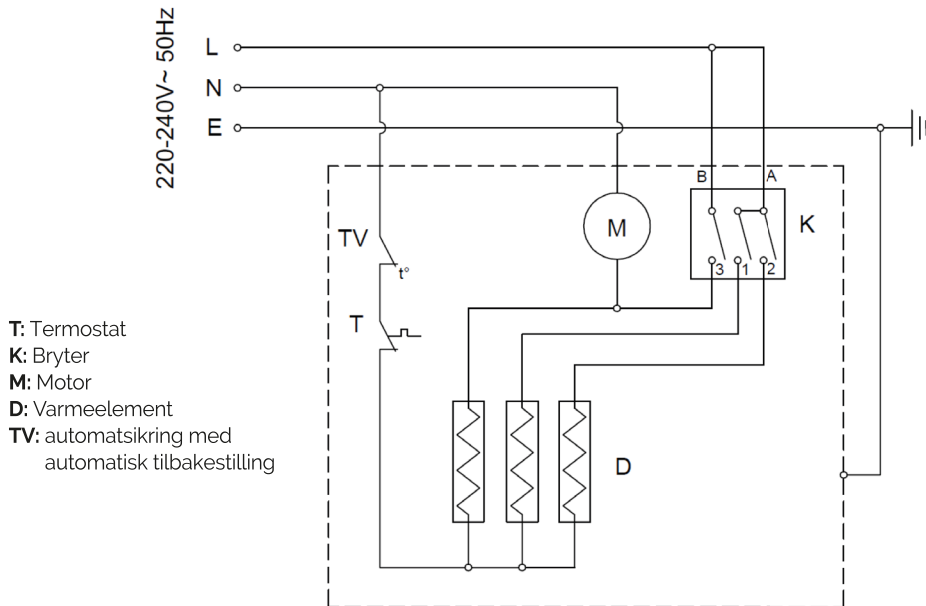 220-240V~ 50Hz
L
N
E
B
A
K
M
3
1
2
TV
t°
T
D
T: Termostat
K: Bryter
M: Motor
D: Varmeelement
TV: automatsikring med
automatisk tilbakestilling